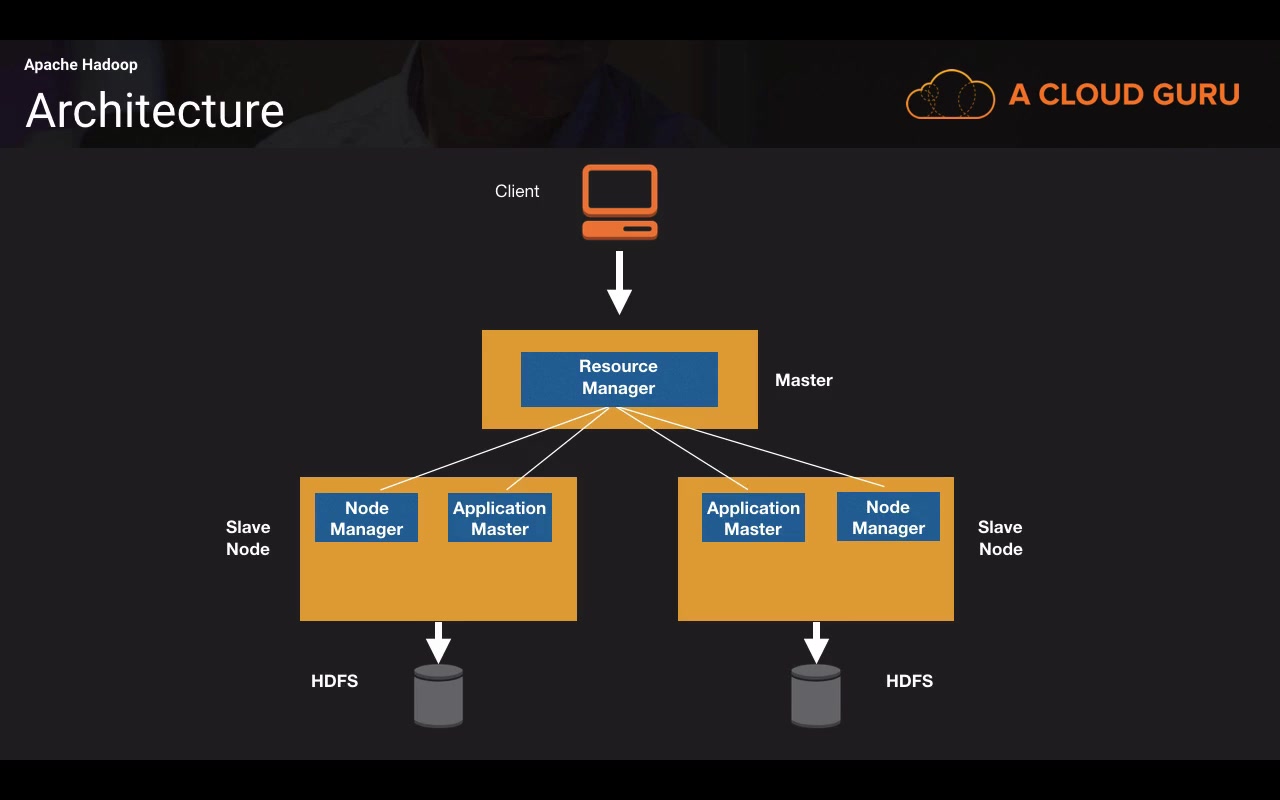 Apache Hadoop
Architecture
A CLOUD GURU
Client
Resource
Manager
Master
Slave
Node
Node
Manager
Application
Master
Application
Master
Node
Manager
Slave
Node
HDFS
HDFS